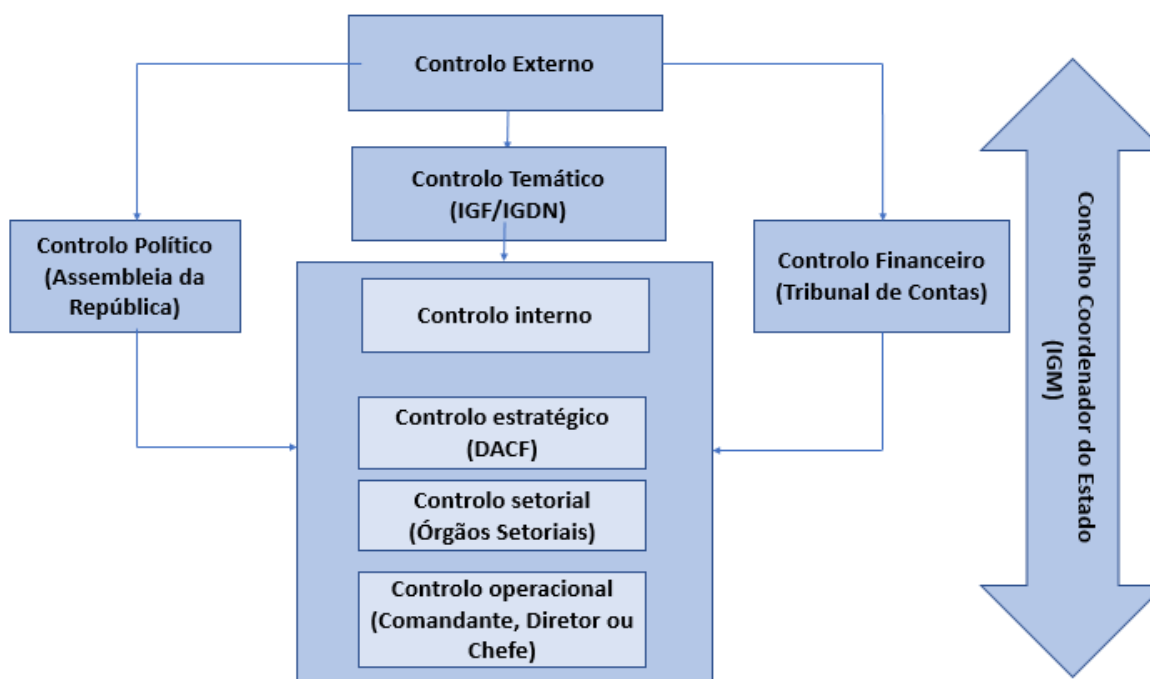 Controlo Externo
Controlo Temático
(IGF/IGDN)
Controlo Político
(Assembleia da
República)
Controlo Financeiro
(Tribunal de Contas)
Controlo interno
Controlo estratégico
(DACF)
Controlo setorial
(Órgãos Setoriais)
Controlo operacional
(Comandante, Diretor ou
Chefe)
Conselho Coordenador do Estado
(IGM)